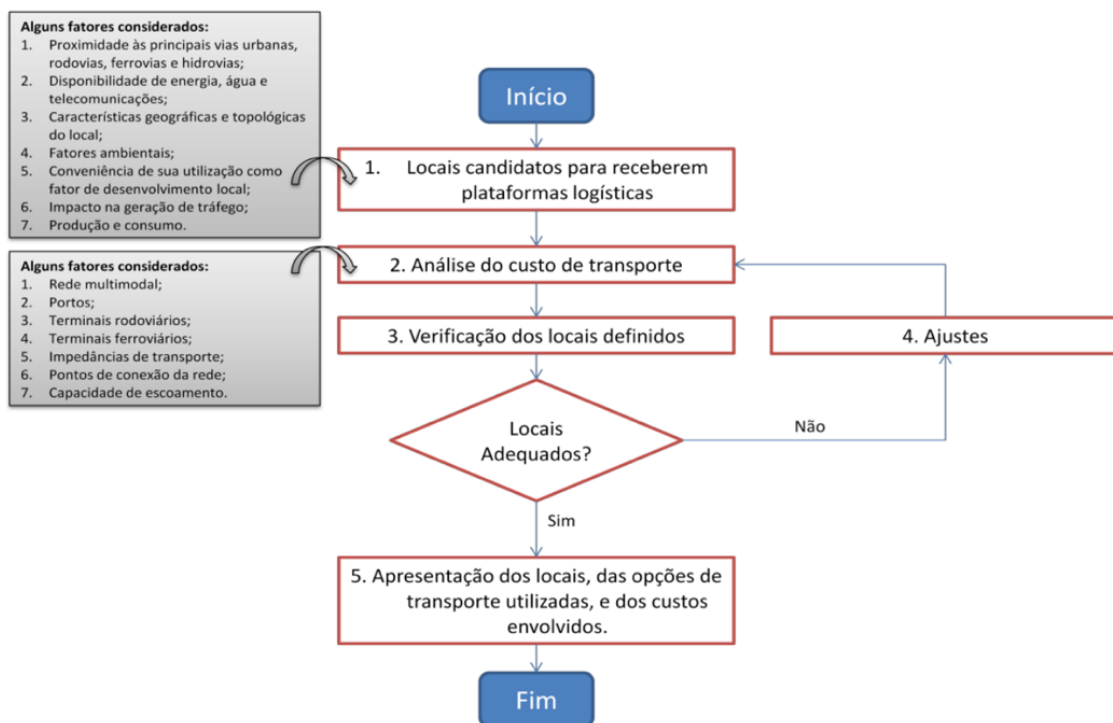 Alguns fatores considerados:
1. Proximidade às principais vias urbanas,
rodovias, ferrovias e hidrovias;
2. Disponibilidade de energia, água e
telecomunicações;
3. Características geográficas e topológicas
do local;
4. Fatores ambientais;
5. Conveniência de sua utilização como
fator de desenvolvimento local;
6. Impacto na geração de tráfego;
7. Produção e consumo.
Início
1. Locais candidatos para receberem
plataformas logísticas
Alguns fatores considerados:
1. Rede multimodal;
2. Portos;
3. Terminais rodoviários;
4. Terminais ferroviários;
5. Impedâncias de transporte;
6. Pontos de conexão da rede;
7. Capacidade de escoamento.
2. Análise do custo de transporte
3. Verificação dos locais definidos
4. Ajustes
Locais
Adequados?
Não
Sim
5. Apresentação dos locais, das opções de
transporte utilizadas, e dos custos
envolvidos.
Fim